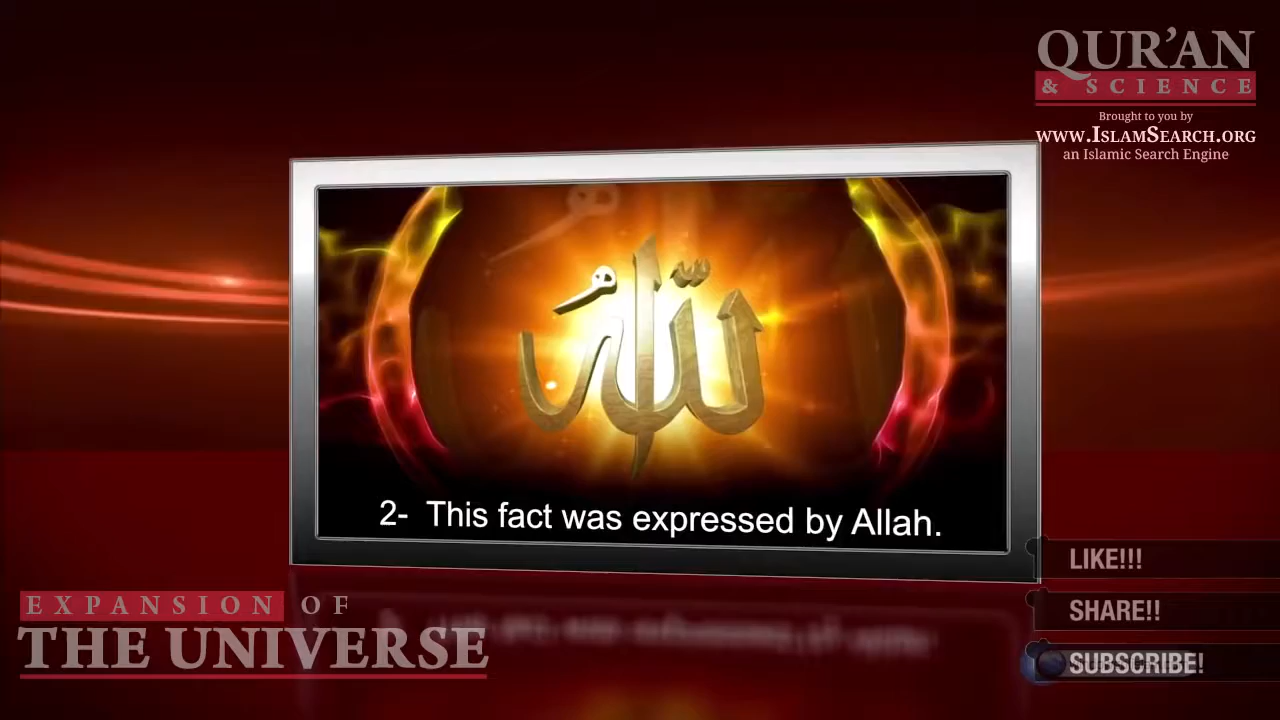 QUR'AN
& SCIENCE
Brought to you by
WWW.ISLAMSEARCH.ORG
an Islamic Search Engine
الله
2- This fact was expressed by Allah.
LIKE!!!
SHARE!!
SUBSCRIBE!
EXPANSION OF
THE UNIVERSE